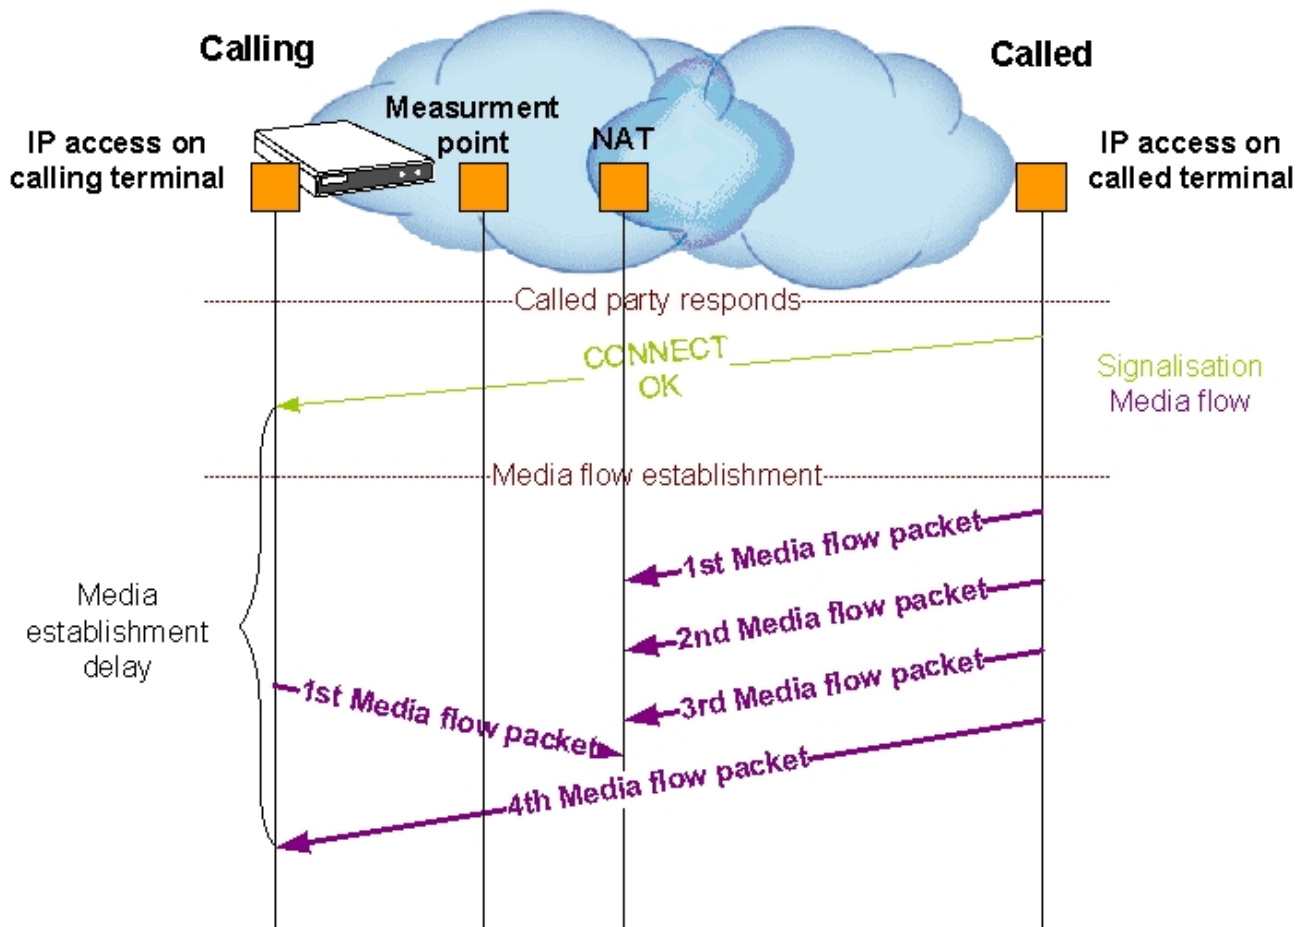 Calling
Called
Measurment
point
NAT
IP access on
calling terminal
IP access on
called terminal
Called party responds
CONNECT
OK
Signalisation
Media flow
Media flow establishment
1st Media flow packet
2nd Media flow packet
3rd Media flow packet
Media
establishment
delay
1st Media flow packet
4th Media flow packet